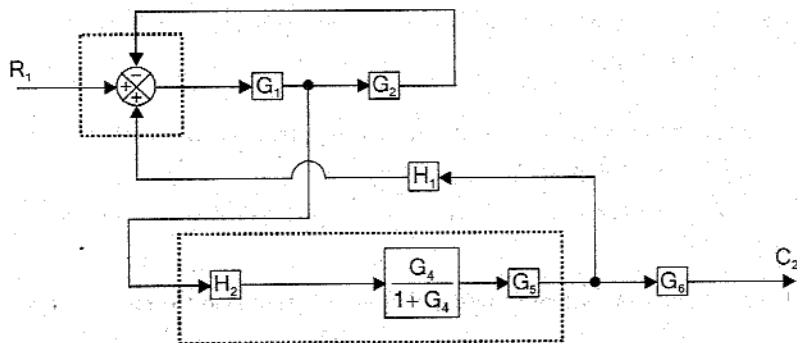 −
R₁
+
+
G₁
G₂
H₁
H₂
G₄
1 + G₄
G₅
G₆
C₂